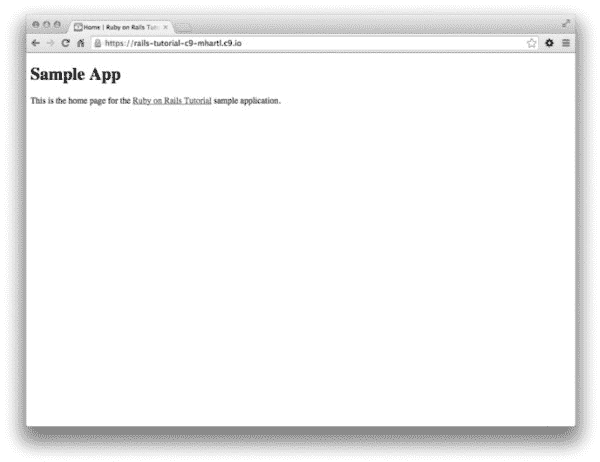 Home | Ruby on Rails Tuto
https://rails-tutorial-c9-mhartl.c9.io
Sample App
This is the home page for the Ruby on Rails Tutorial sample application.